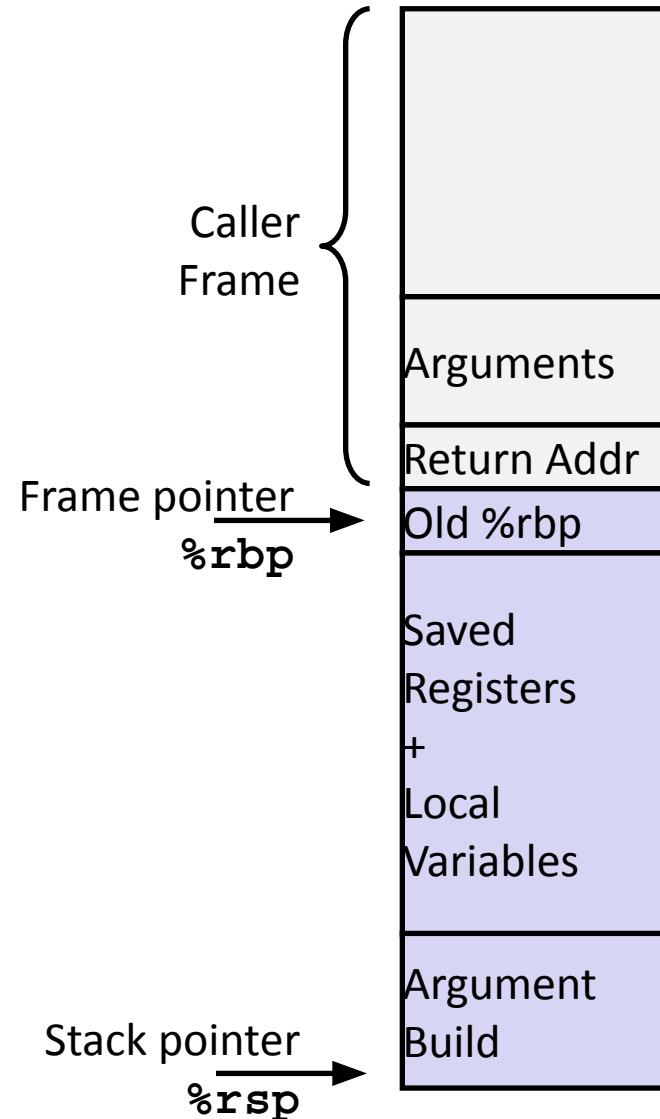 Caller
Frame
Arguments
Return Addr
Frame pointer
%rbp
Old %rbp
Saved
Registers
+
Local
Variables
Argument
Build
Stack pointer
%rsp